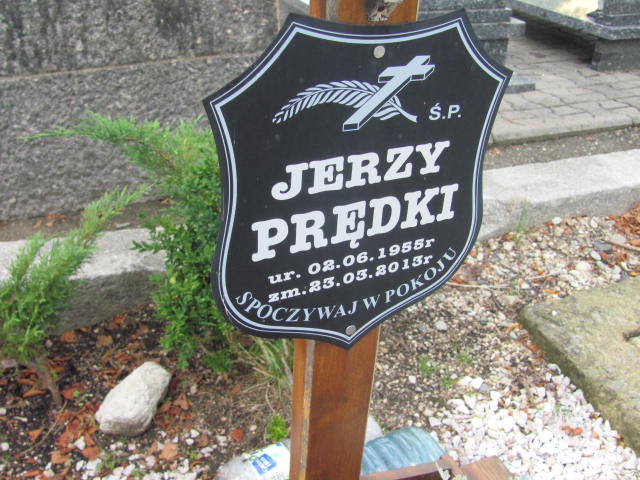 Ś.P.
JERZY
PRĘDKI
ur. 02.06.1955r
zm. 23.03.2013r
SPOCZYWAJ W POKOJU